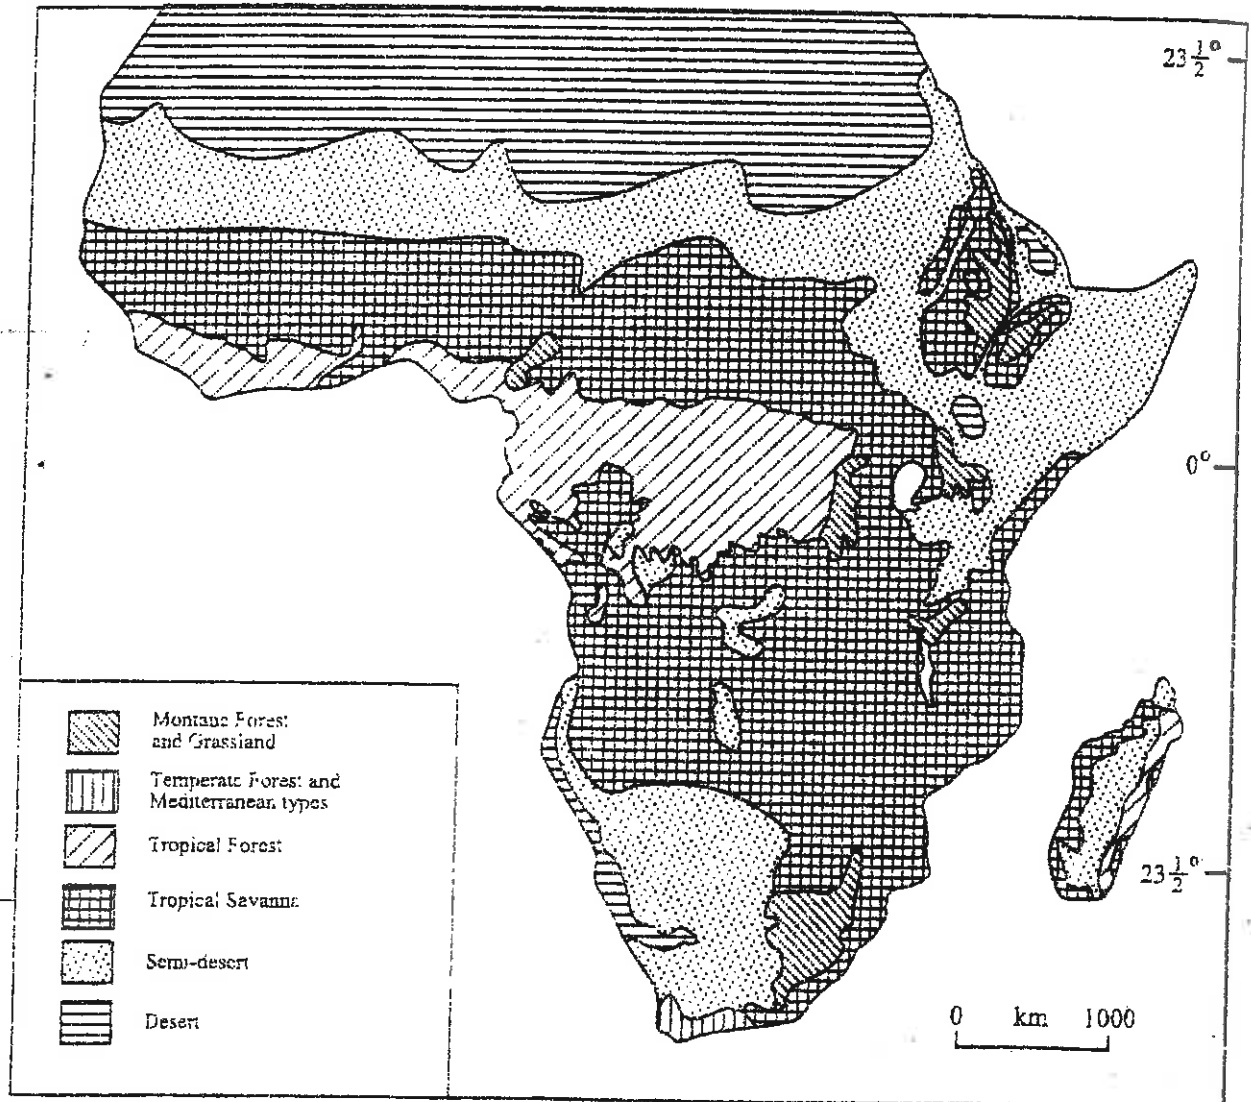 23 1/2°
0°
Montane Forest
and Grassland
Temperate Forest and
Mediterranean types
Tropical Forest
23 1/2°
Tropical Savanna
Semi-desert
0 km 1000
Desert